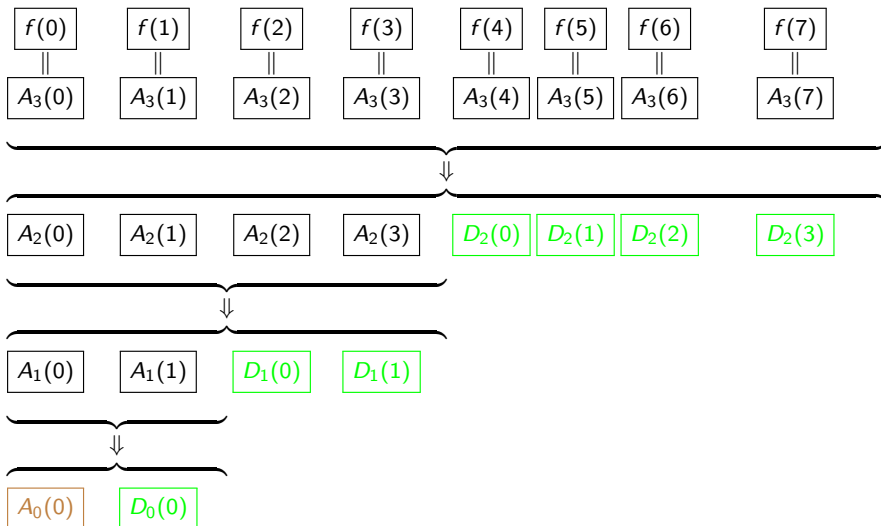 f(0) f(1) f(2) f(3) f(4) f(5) f(6) f(7)
|| || || || || || || ||
A₃(0) A₃(1) A₃(2) A₃(3) A₃(4) A₃(5) A₃(6) A₃(7)
⇓
A₂(0) A₂(1) A₂(2) A₂(3) D₂(0) D₂(1) D₂(2) D₂(3)
⇓
A₁(0) A₁(1) D₁(0) D₁(1)
⇓
A₀(0) D₀(0)